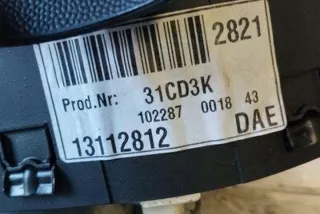 2821
Prod.Nr: 31CD3K
102287 0018 43
13112812 DAE